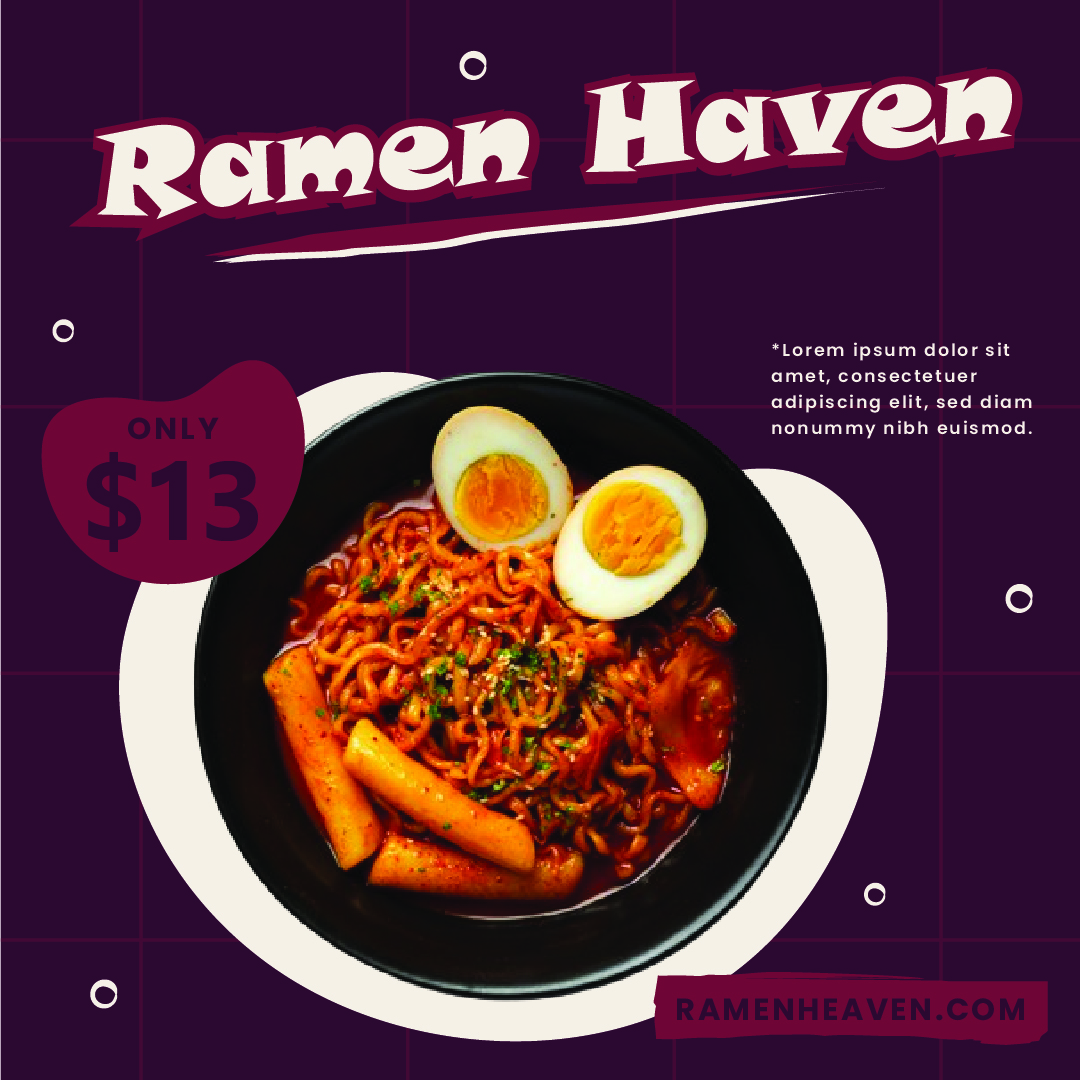 Ramen Haven
*Lorem ipsum dolor sit
amet, consectetuer
adipiscing elit, sed diam
nonummy nibh euismod.
ONLY
$13
RAMENHEAVEN.COM